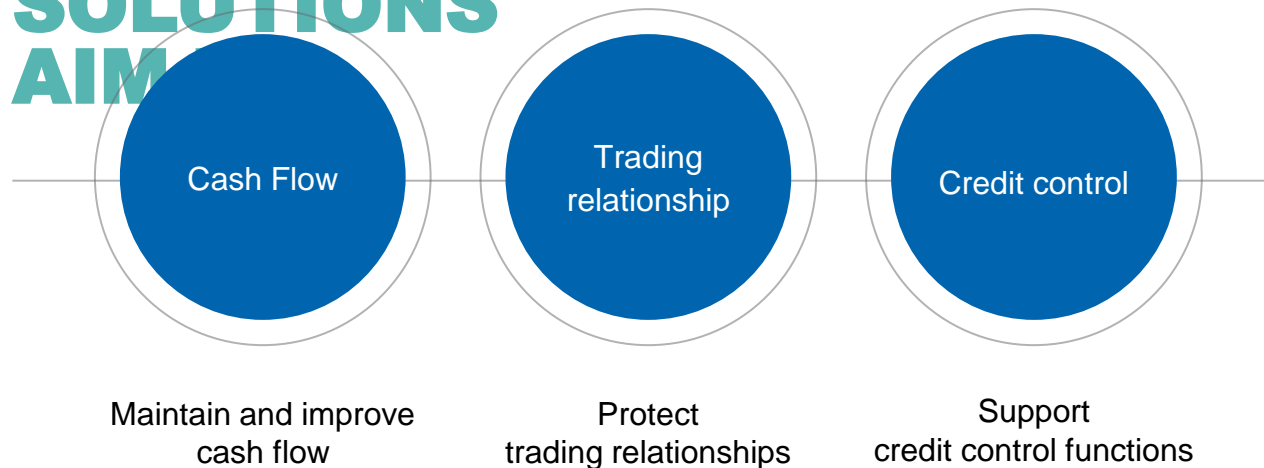 SOLUTIONS
AIM
Cash Flow
Trading
relationship
Credit control
Maintain and improve
cash flow
Protect
trading relationships
Support
credit control functions